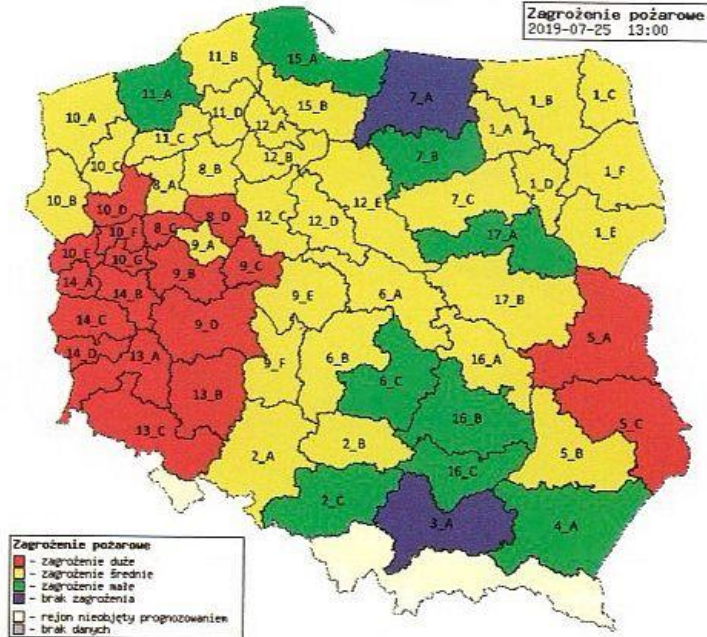 Zagrożenie pożarowe
2019-07-25 13:00
11_B
15_A
11_A
7_A
1_B
1_C
10_A
11_D
15_B
12_A
1_A
11_C
12_B
7_B
10_C
8_B
1_F
8_A
1_D
10_B
12_E
7_C
10_D
8_D
12_C
12_D
8_C
10_F
17_A
1_E
9_A
10_E
10_G
9_C
9_B
14_A
14_B
9_E
6_A
17_B
14_C
9_D
5_A
14_D
13_A
6_B
16_A
9_F
6_C
13_B
16_B
13_C
5_C
2_B
2_A
5_B
16_C
2_C
3_A
4_A
Zagrożenie pożarowe
- zagrożenie duże
- zagrożenie średnie
- zagrożenie małe
- brak zagrożenia
- rejon nieobjęty prognozowaniem
- brak danych